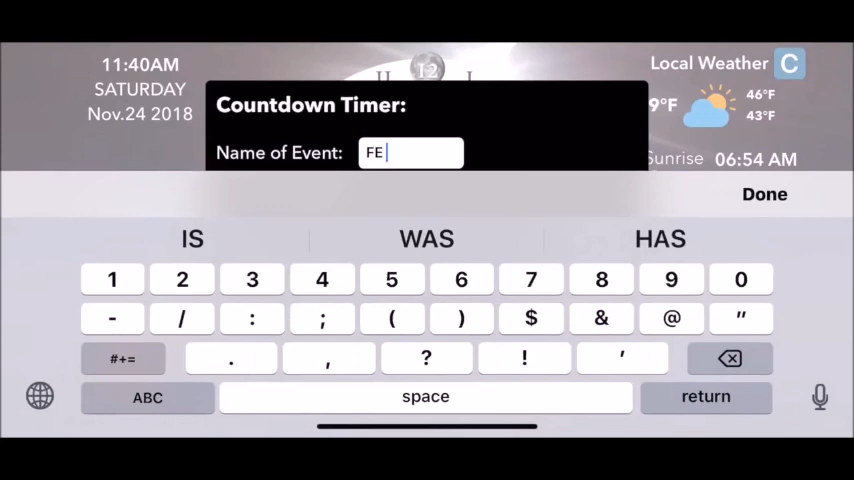 11:40AM
SATURDAY
Nov.24 2018
II 12 I
Local Weather C
9°F
46°F
43°F
Sunrise 06:54 AM
Countdown Timer:
Name of Event: FE
Done
IS WAS HAS
1 2 3 4 5 6 7 8 9 0
- / : ; ( ) $ & @ "
#+= . , ? ! '
ABC space return